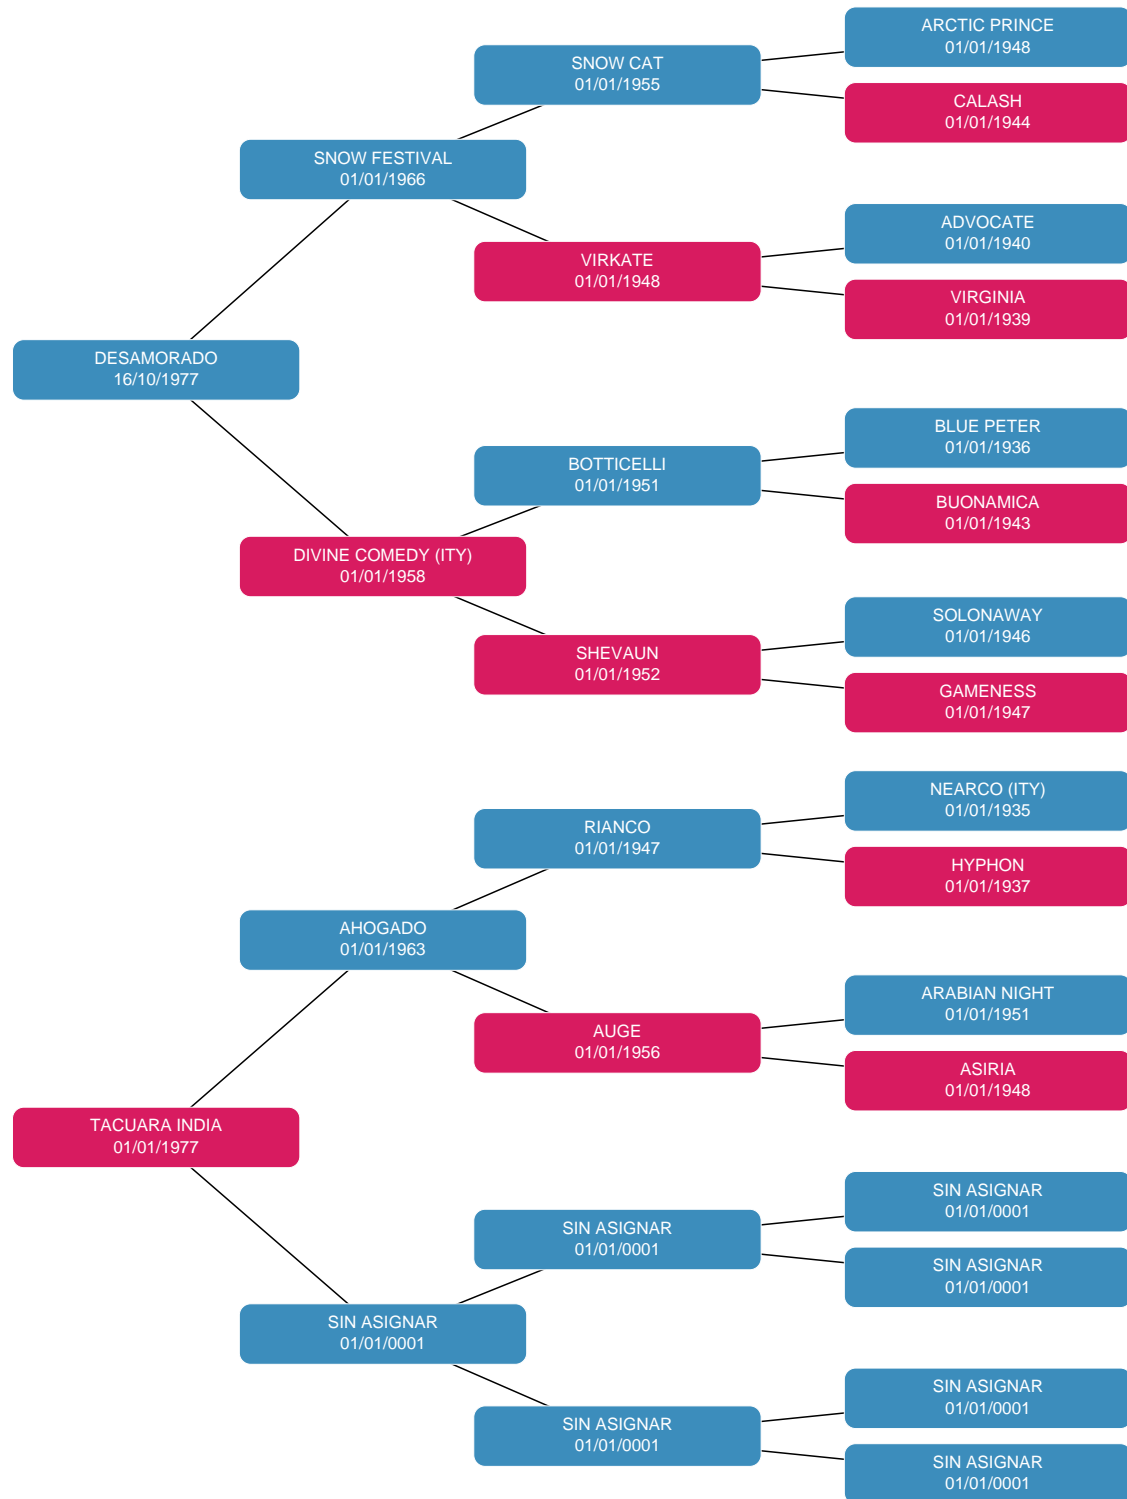 ARCTIC PRINCE
01/01/1948
SNOW CAT
01/01/1955
CALASH
01/01/1944
SNOW FESTIVAL
01/01/1966
ADVOCATE
01/01/1940
VIRKATE
01/01/1948
VIRGINIA
01/01/1939
DESAMORADO
16/10/1977
BLUE PETER
01/01/1936
BOTTICELLI
01/01/1951
BUONAMICA
01/01/1943
DIVINE COMEDY (ITY)
01/01/1958
SOLONAWAY
01/01/1946
SHEVAUN
01/01/1952
GAMENESS
01/01/1947
NEARCO (ITY)
01/01/1935
RIANCO
01/01/1947
HYPHON
01/01/1937
AHOGADO
01/01/1963
ARABIAN NIGHT
01/01/1951
AUGE
01/01/1956
ASIRIA
01/01/1948
TACUARA INDIA
01/01/1977
SIN ASIGNAR
01/01/0001
SIN ASIGNAR
01/01/0001
SIN ASIGNAR
01/01/0001
SIN ASIGNAR
01/01/0001
SIN ASIGNAR
01/01/0001
SIN ASIGNAR
01/01/0001
SIN ASIGNAR
01/01/0001